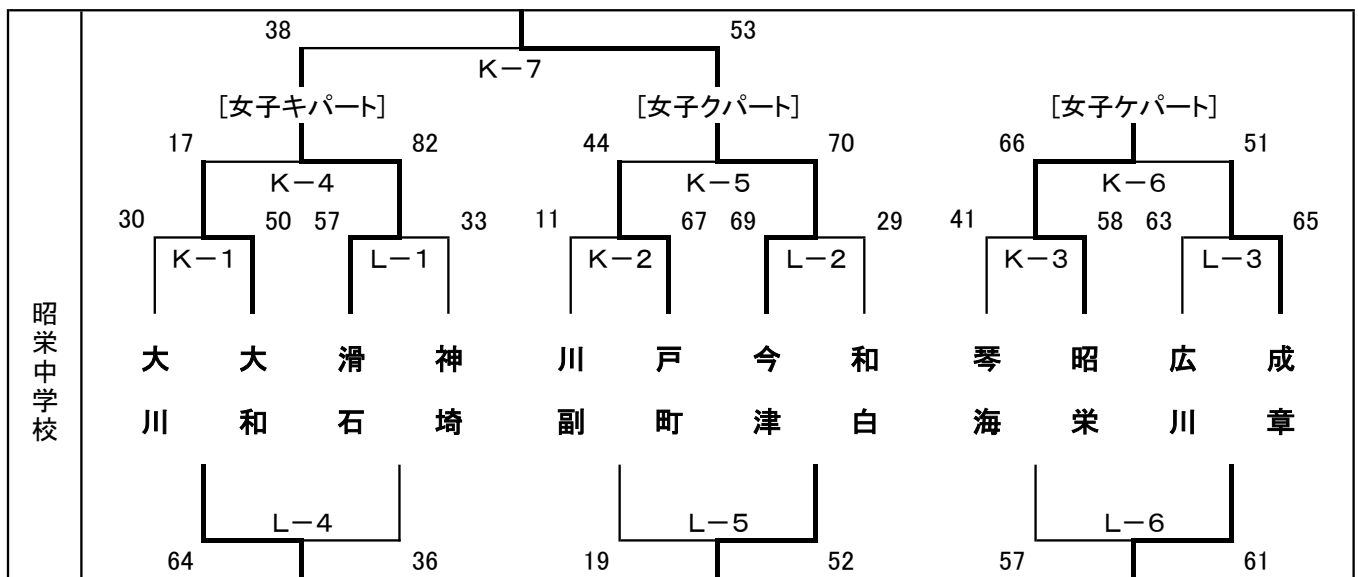 38 53
K-7
[女子キパート] [女子クパート] [女子ケパート]
17 82 44 70 66 51
K-4 K-5 K-6
30 50 57 33 11 67 69 29 41 58 63 65
K-1 L-1 K-2 L-2 K-3 L-3
昭栄中学校
大川 大和 滑石 神埼 川副 戸町 今津 和白 琴海 昭栄 広川 成章
L-4 L-5 L-6
64 36 19 52 57 61